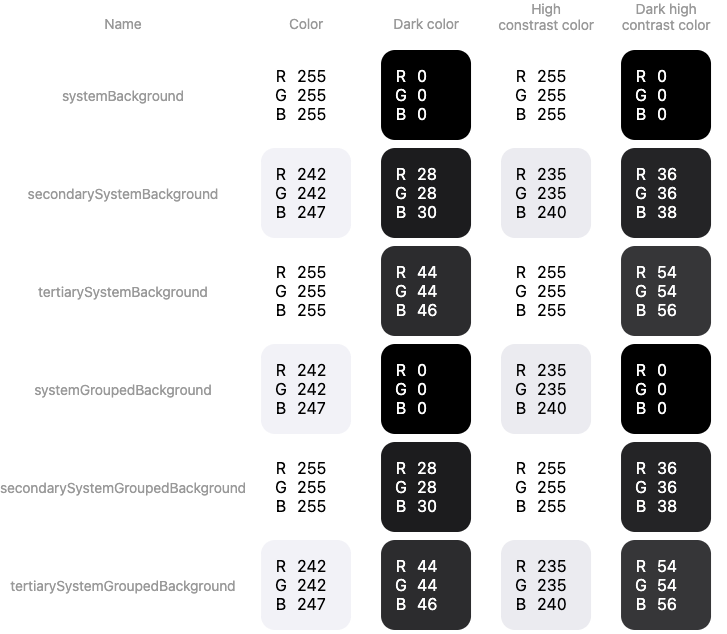 Name
Color
Dark color
High
constrast color
Dark high
contrast color
systemBackground
R 255
G 255
B 255
R 0
G 0
B 0
R 255
G 255
B 255
R 0
G 0
B 0
secondarySystemBackground
R 242
G 242
B 247
R 28
G 28
B 30
R 235
G 235
B 240
R 36
G 36
B 38
tertiarySystemBackground
R 255
G 255
B 255
R 44
G 44
B 46
R 255
G 255
B 255
R 54
G 54
B 56
systemGroupedBackground
R 242
G 242
B 247
R 0
G 0
B 0
R 235
G 235
B 240
R 0
G 0
B 0
secondarySystemGroupedBackground
R 255
G 255
B 255
R 28
G 28
B 30
R 255
G 255
B 255
R 36
G 36
B 38
tertiarySystemGroupedBackground
R 242
G 242
B 247
R 44
G 44
B 46
R 235
G 235
B 240
R 54
G 54
B 56